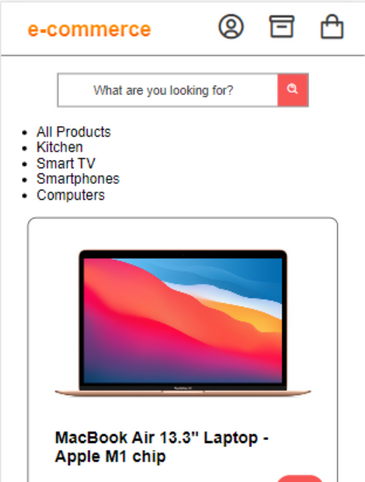 e-commerce
What are you looking for?
All Products
Kitchen
Smart TV
Smartphones
Computers
MacBook Air 13.3" Laptop -
Apple M1 chip